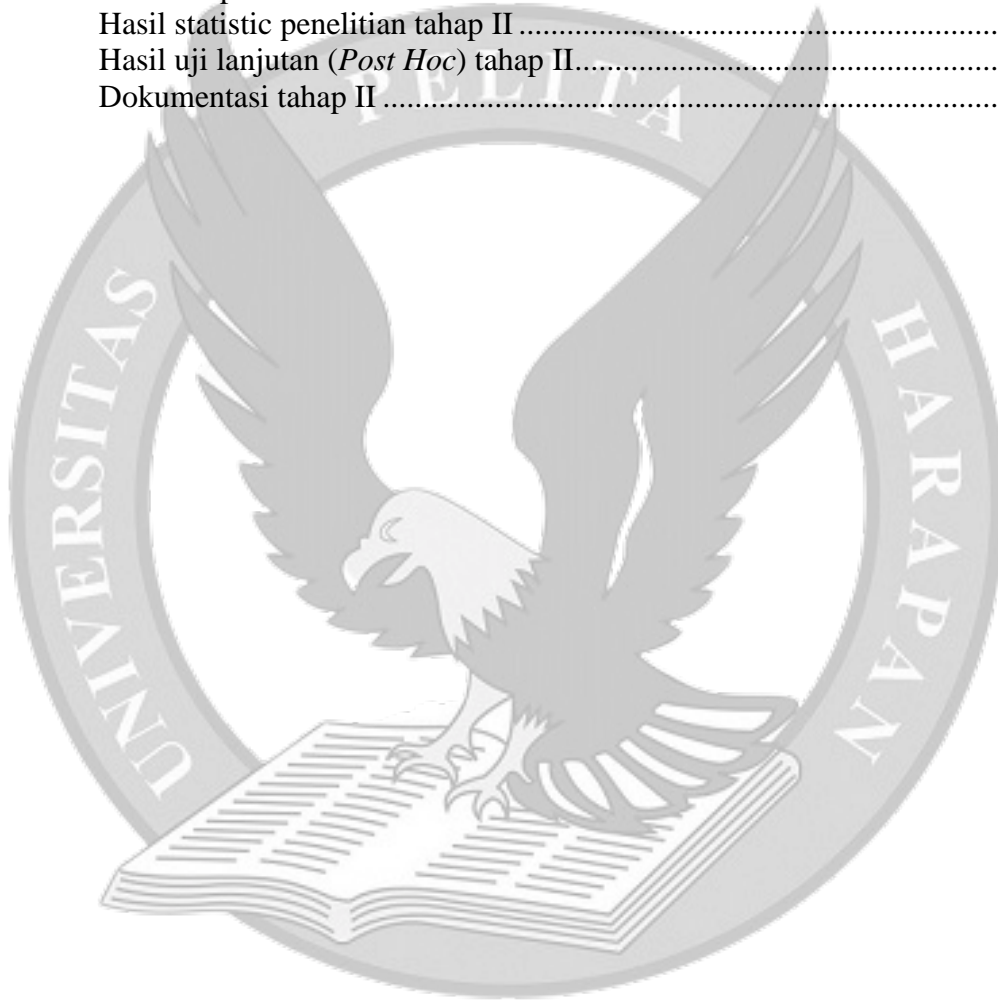 Hasil statistic penelitian tahap II ............................................................
Hasil uji lanjutan (Post Hoc) tahap II.....................................................
Dokumentasi tahap II .............................................................................
UNIVERSITAS PELITA HARAPAN